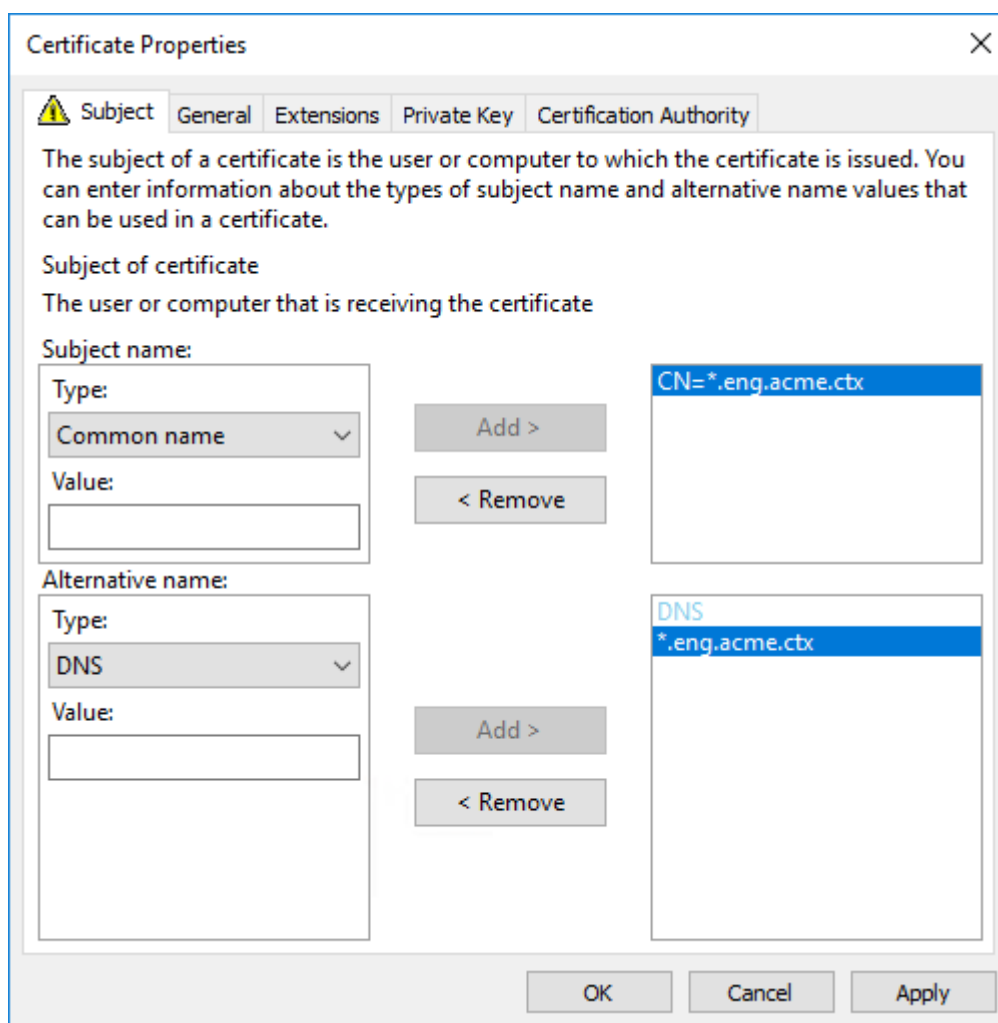 Certificate Properties
Subject General Extensions Private Key Certification Authority
The subject of a certificate is the user or computer to which the certificate is issued. You
can enter information about the types of subject name and alternative name values that
can be used in a certificate.
Subject of certificate
The user or computer that is receiving the certificate
Subject name:
Type:
Common name
Value:
Add >
< Remove
CN=*.eng.acme.ctx
Alternative name:
Type:
DNS
Value:
Add >
< Remove
DNS
*.eng.acme.ctx
OK Cancel Apply